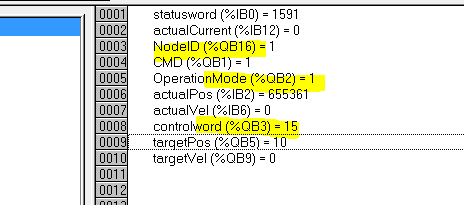 0001 statusword (%IB0) = 1591
0002 actualCurrent (%IB12) = 0
0003 NodeID (%QB16) = 1
0004 CMD (%QB1) = 1
0005 OperationMode (%QB2) = 1
0006 actualPos (%IB2) = 655361
0007 actualVel (%IB6) = 0
0008 controlword (%QB3) = 15
0009 targetPos (%QB5) = 10
0010 targetVel (%QB9) = 0
0011
0012